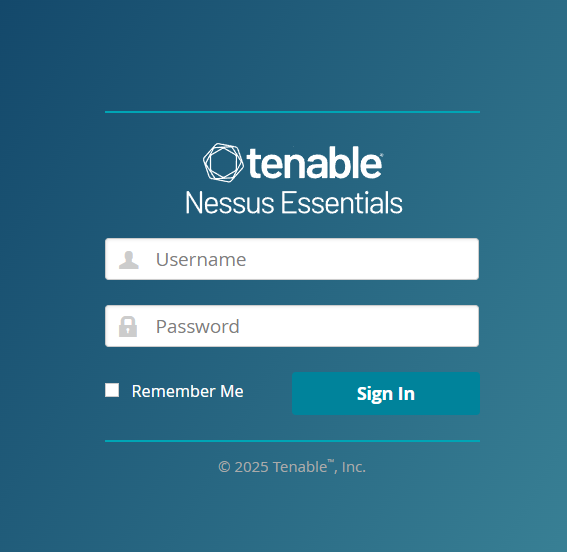 tenable®
Nessus Essentials
Username
Password
Remember Me
Sign In
© 2025 Tenable™, Inc.